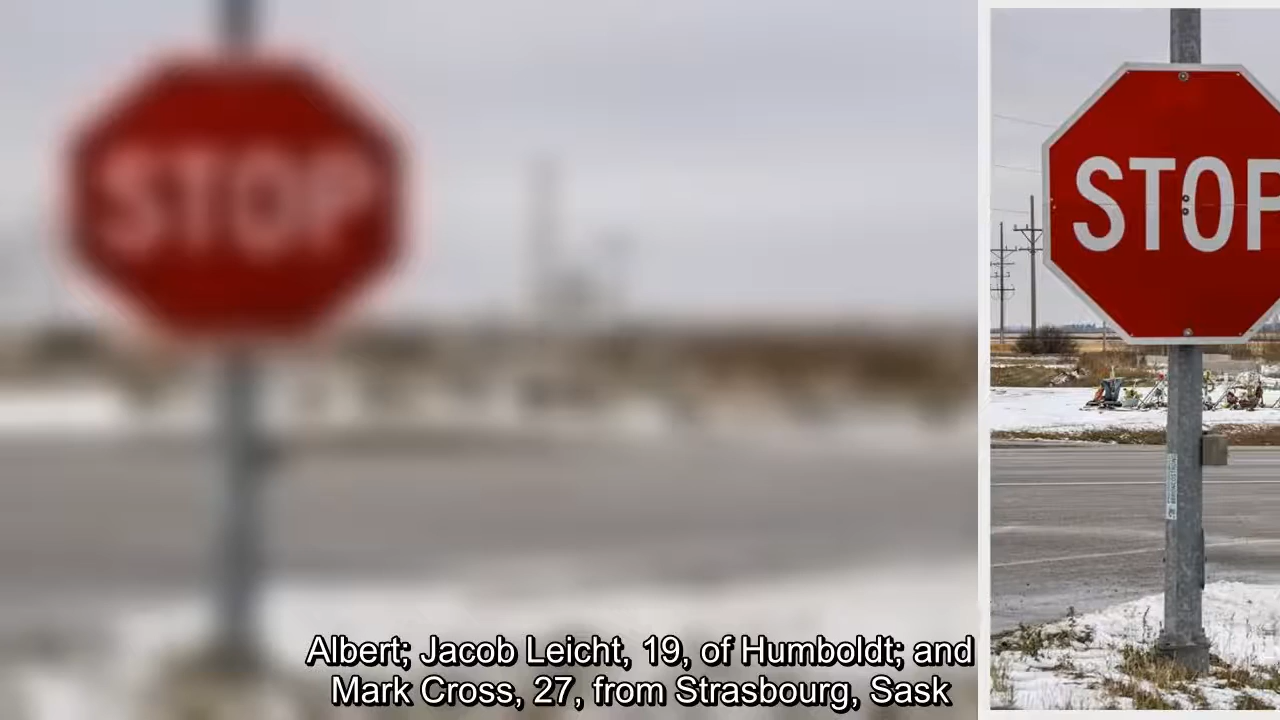 STOP
STOP
Albert; Jacob Leicht, 19, of Humboldt; and
Mark Cross, 27, from Strasbourg, Sask